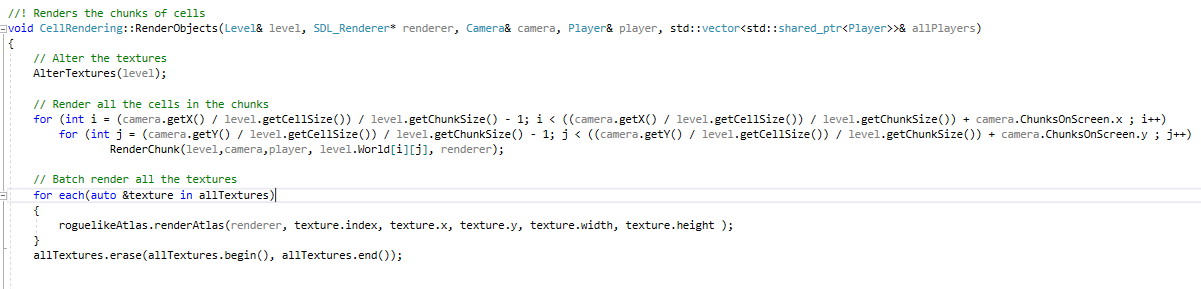 //! Renders the chunks of cells
void CellRendering::RenderObjects(Level& level, SDL_Renderer* renderer, Camera& camera, Player& player, std::vector<std::shared_ptr<Player>>& allPlayers)
{
// Alter the textures
AlterTextures(level);
// Render all the cells in the chunks
for (int i = (camera.getX() / level.getCellSize()) / level.getChunkSize() - 1; i < ((camera.getX() / level.getCellSize()) / level.getChunkSize()) + camera.ChunksOnScreen.x ; i++)
for (int j = (camera.getY() / level.getCellSize()) / level.getChunkSize() - 1; j < ((camera.getY() / level.getCellSize()) / level.getChunkSize()) + camera.ChunksOnScreen.y ; j++)
RenderChunk(level,camera,player, level.World[i][j], renderer);
// Batch render all the textures
for each(auto &texture in allTextures)
{
roguelikeAtlas.renderAtlas(renderer, texture.index, texture.x, texture.y, texture.width, texture.height );
}
allTextures.erase(allTextures.begin(), allTextures.end());